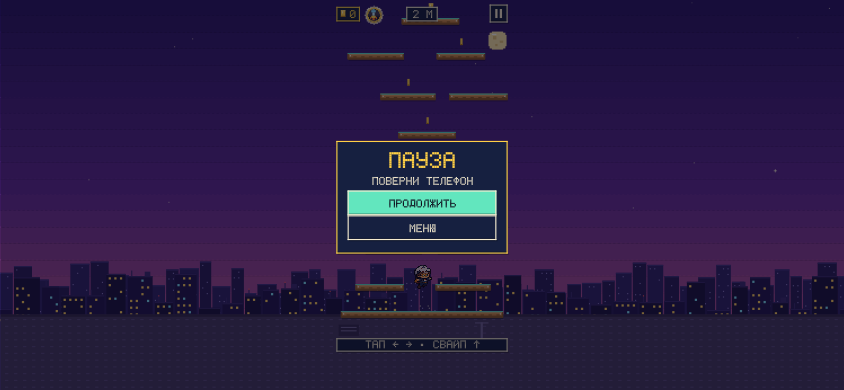 0
2 М
ПАУЗА
ПОВЕРНИ ТЕЛЕФОН
ПРОДОЛЖИТЬ
МЕНЮ
ТАП ← → • СВАЙП ↑